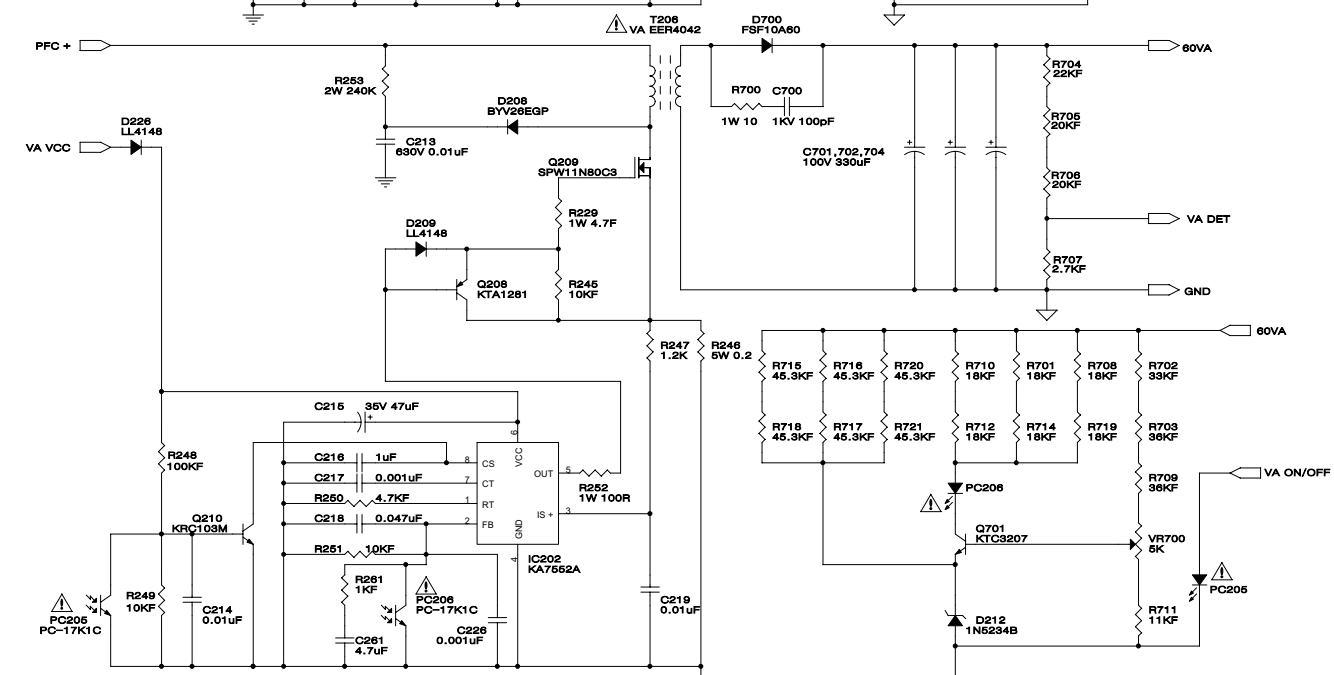 T206
VA EER4042
D700
FSF10A60
PFC +
60VA
R253
2W 240K
R700
1W 10
C700
1KV 100pF
R704
22KF
D208
BYV26EGP
R705
20KF
D226
LL4148
VA VCC
C213
630V 0.01uF
C701,702,704
100V 330uF
+
+
+
Q209
SPW11N80C3
R706
20KF
R229
1W 4.7F
VA DET
D209
LL4148
R707
2.7KF
Q208
KTA1281
R245
10KF
GND
60VA
R247
1.2K
R246
5W 0.2
R715
45.3KF
R716
45.3KF
R720
45.3KF
R710
18KF
R701
18KF
R708
18KF
R702
33KF
C215
35V 47uF
+
6
R718
45.3KF
R717
45.3KF
R721
45.3KF
R712
18KF
R714
18KF
R719
18KF
R703
36KF
R248
100KF
C216
1uF
8
CS
VCC
OUT
5
C217
0.001uF
7
CT
R252
1W 100R
VA ON/OFF
R709
36KF
PC206
R250
4.7KF
1
RT
IS +
3
Q210
KRC103M
C218
0.047uF
2
FB
GND
4
Q701
KTC3207
VR700
5K
R251
10KF
IC202
KA7552A
R261
1KF
PC206
PC-17K1C
PC205
R249
10KF
C214
0.01uF
C219
0.01uF
PC205
PC-17K1C
C226
0.001uF
D212
1N5234B
R711
11KF
C261
4.7uF